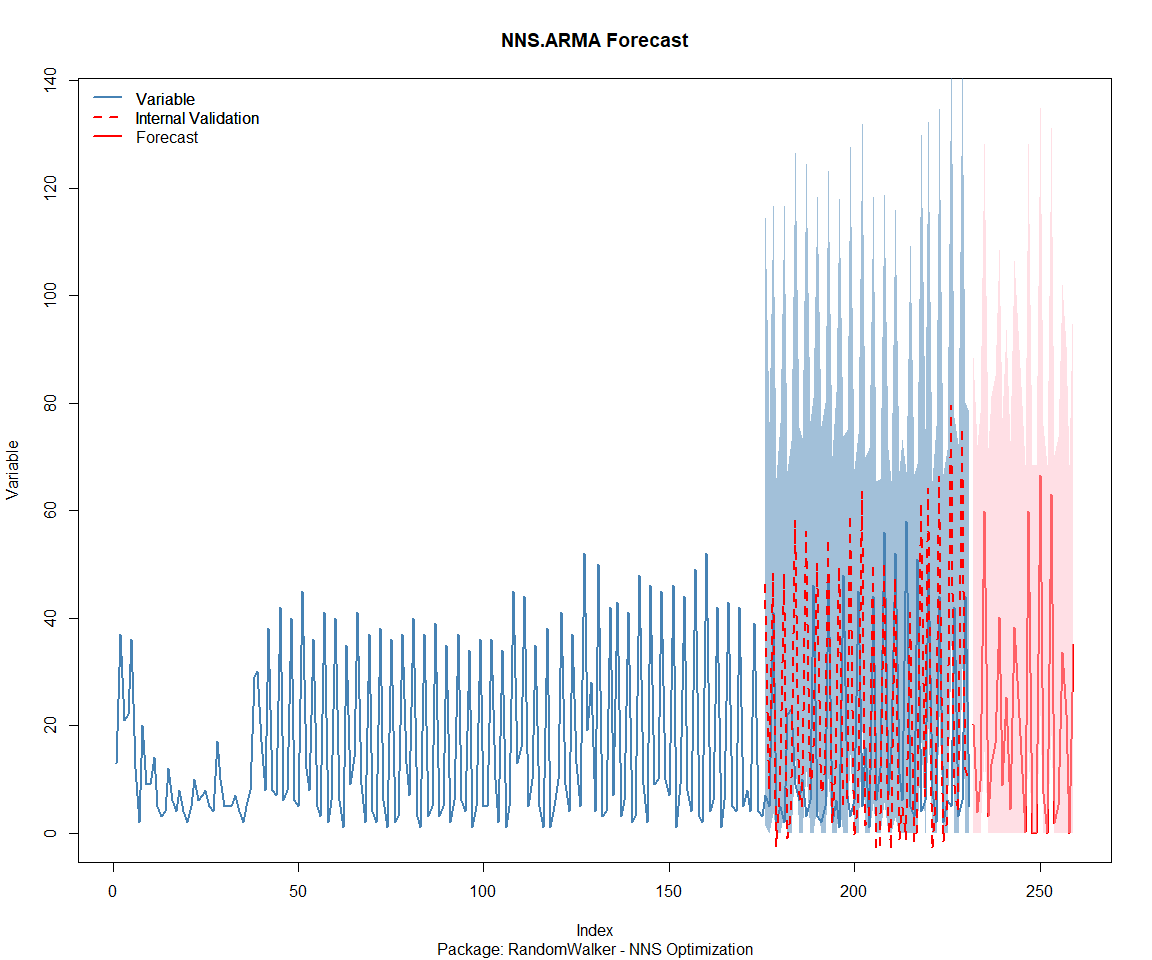 NNS.ARMA Forecast
Variable
Internal Validation
Forecast
140
120
100
80
60
40
20
0
Variable
0
50
100
150
200
250
Index
Package: RandomWalker - NNS Optimization